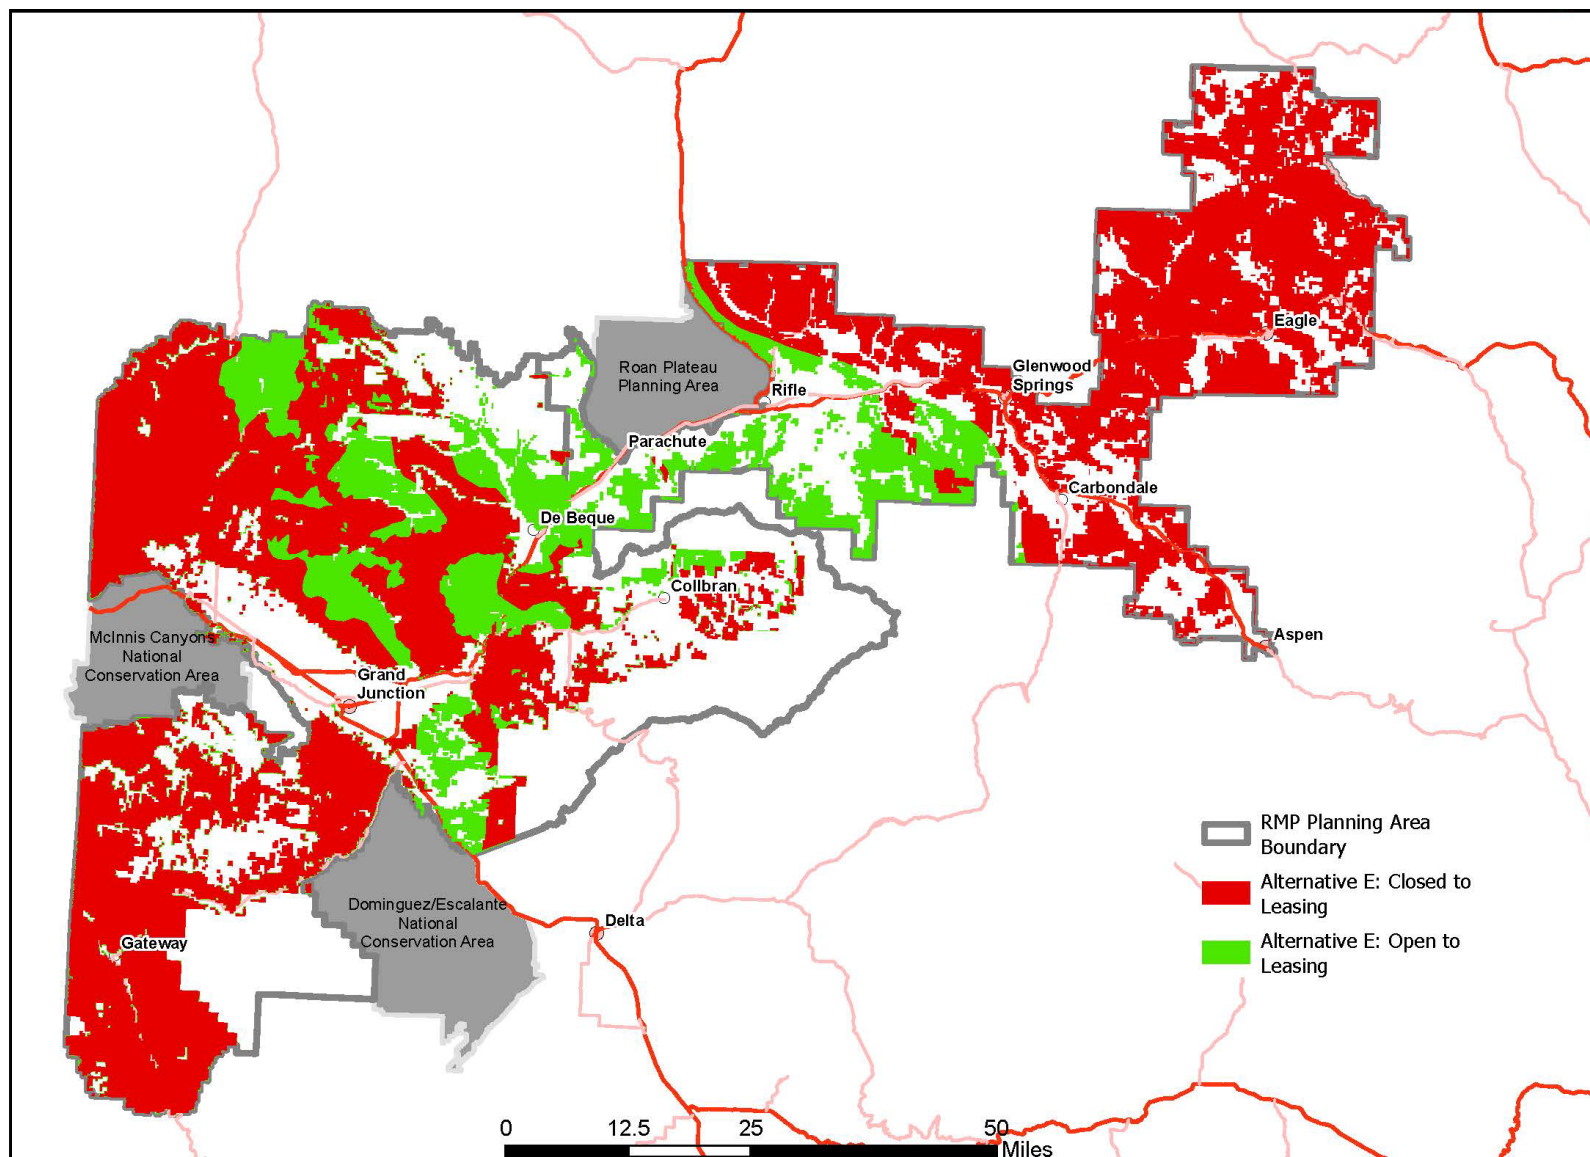 Eagle
Glenwood
Springs
Roan Plateau
Planning Area
Rifle
Parachute
Carbondale
De Beque
Collbran
McInnis Canyons
National
Conservation Area
Aspen
Grand
Junction
RMP Planning Area
Boundary
Alternative E: Closed to
Leasing
Dominguez/Escalante
National
Conservation Area
Delta
Gateway
Alternative E: Open to
Leasing
0 12.5 25 50
Miles